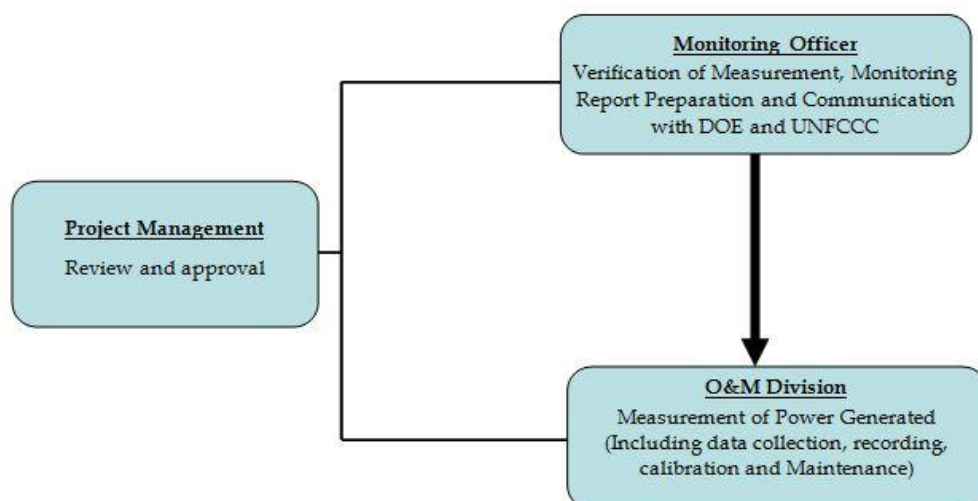 Monitoring Officer
Verification of Measurement, Monitoring
Report Preparation and Communication
with DOE and UNFCCC
Project Management
Review and approval
O&M Division
Measurement of Power Generated
(Including data collection, recording,
calibration and Maintenance)